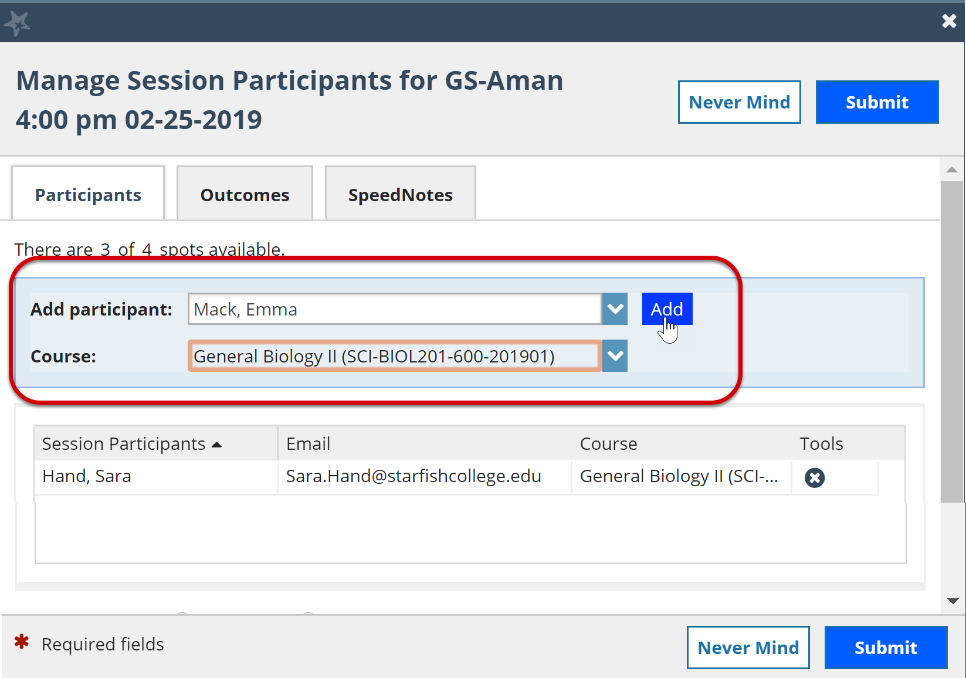 Manage Session Participants for GS-Aman
4:00 pm 02-25-2019
Never Mind
Submit
Participants
Outcomes
SpeedNotes
There are 3 of 4 spots available.
Add participant: Mack, Emma Add
Course: General Biology II (SCI-BIOL201-600-201901)
Session Participants Email Course Tools
Hand, Sara Sara.Hand@starfishcollege.edu General Biology II (SCI-...
* Required fields
Never Mind
Submit